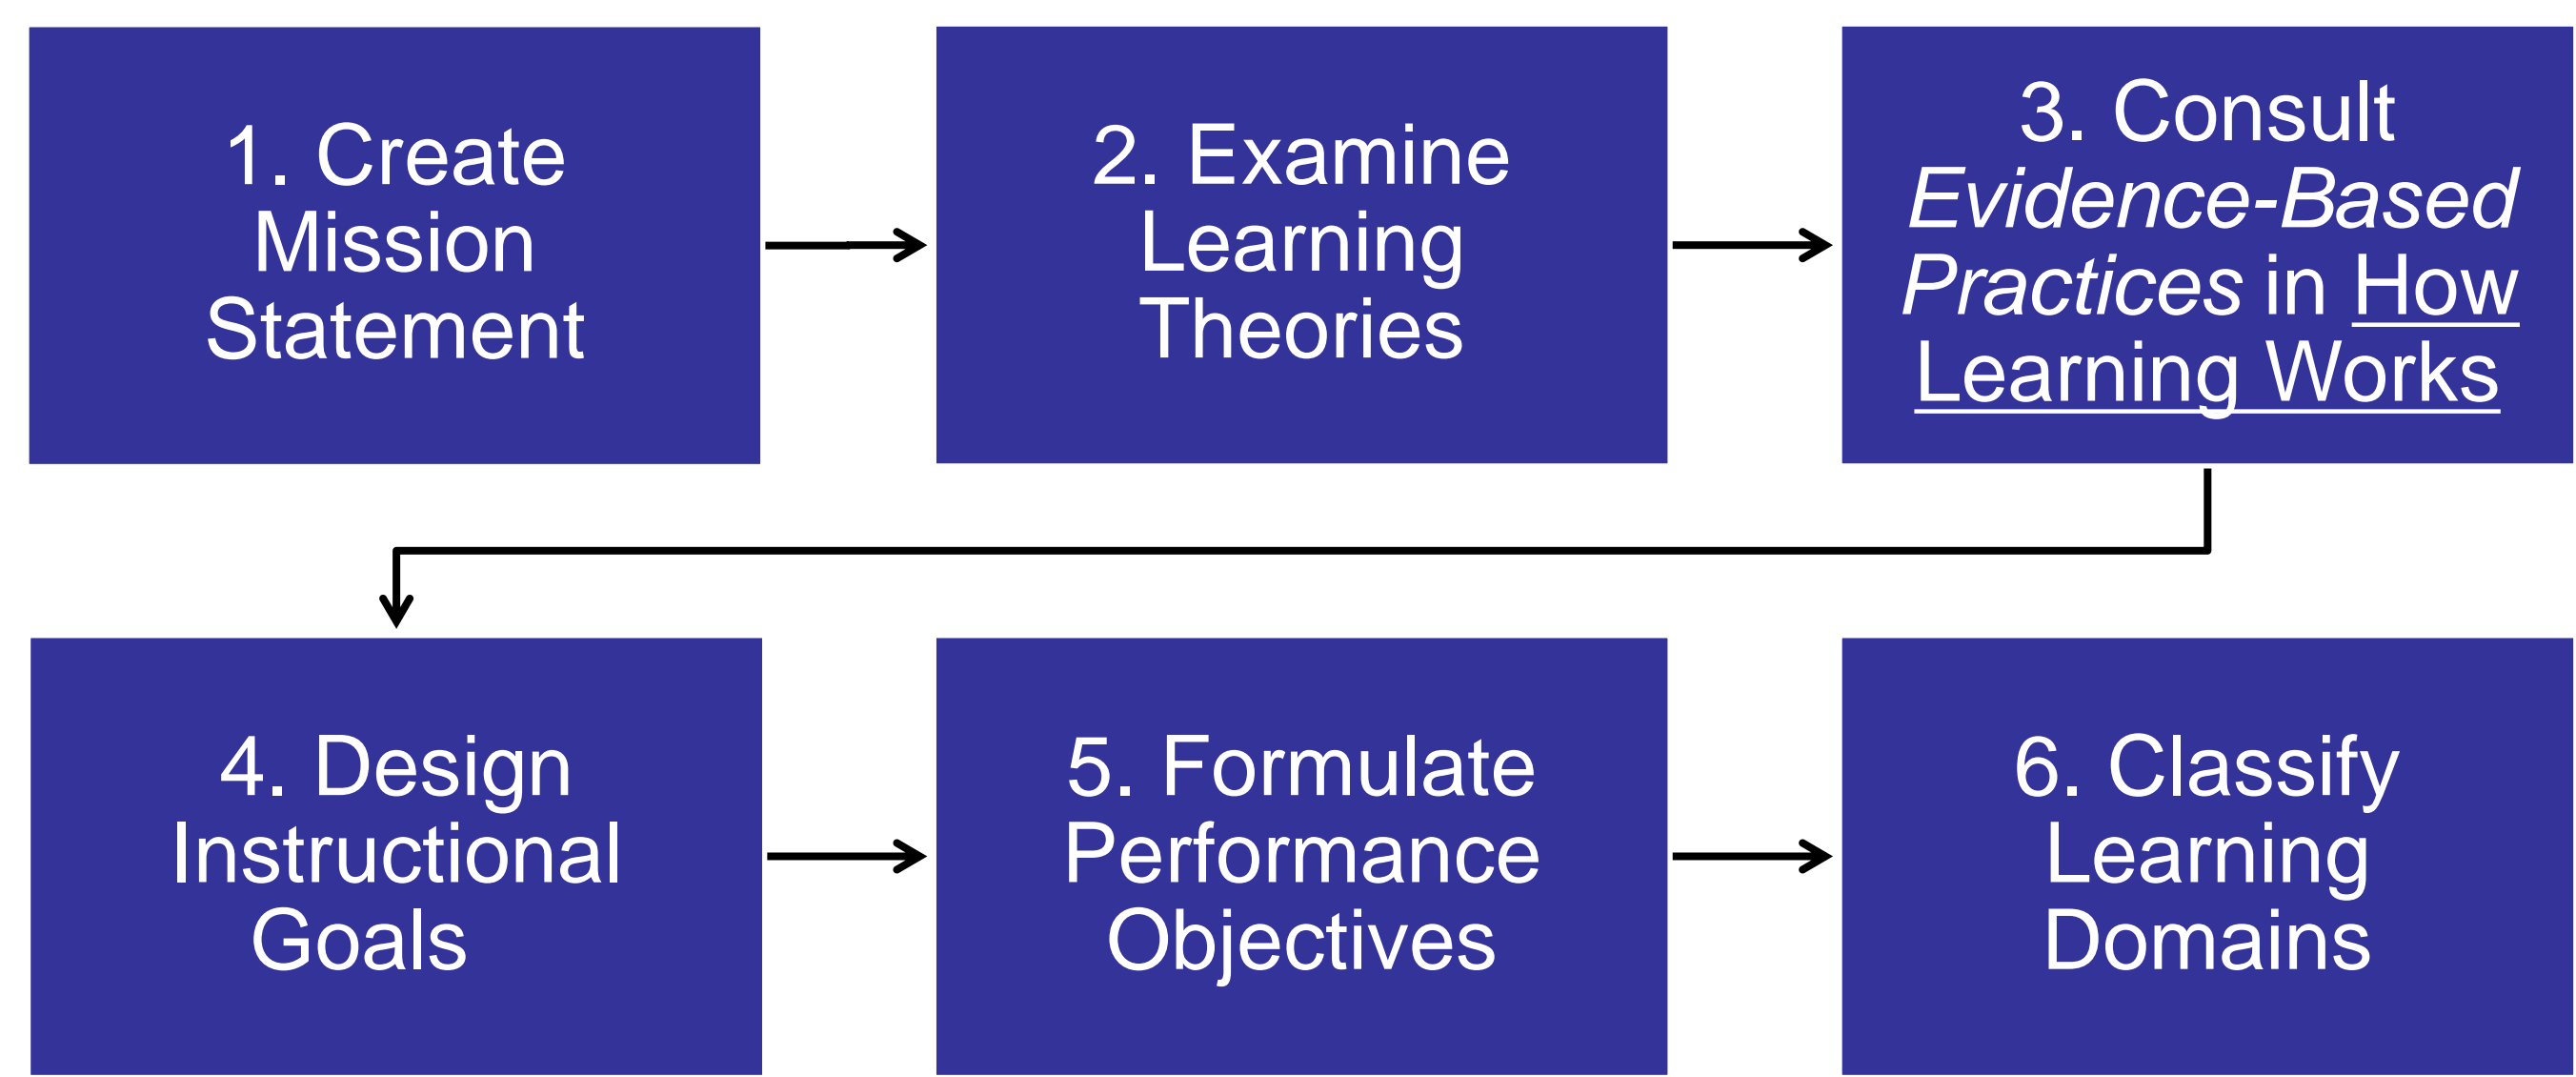 1. Create
Mission
Statement
2. Examine
Learning
Theories
3. Consult
Evidence-Based
Practices in How
Learning Works
4. Design
Instructional
Goals
5. Formulate
Performance
Objectives
6. Classify
Learning
Domains